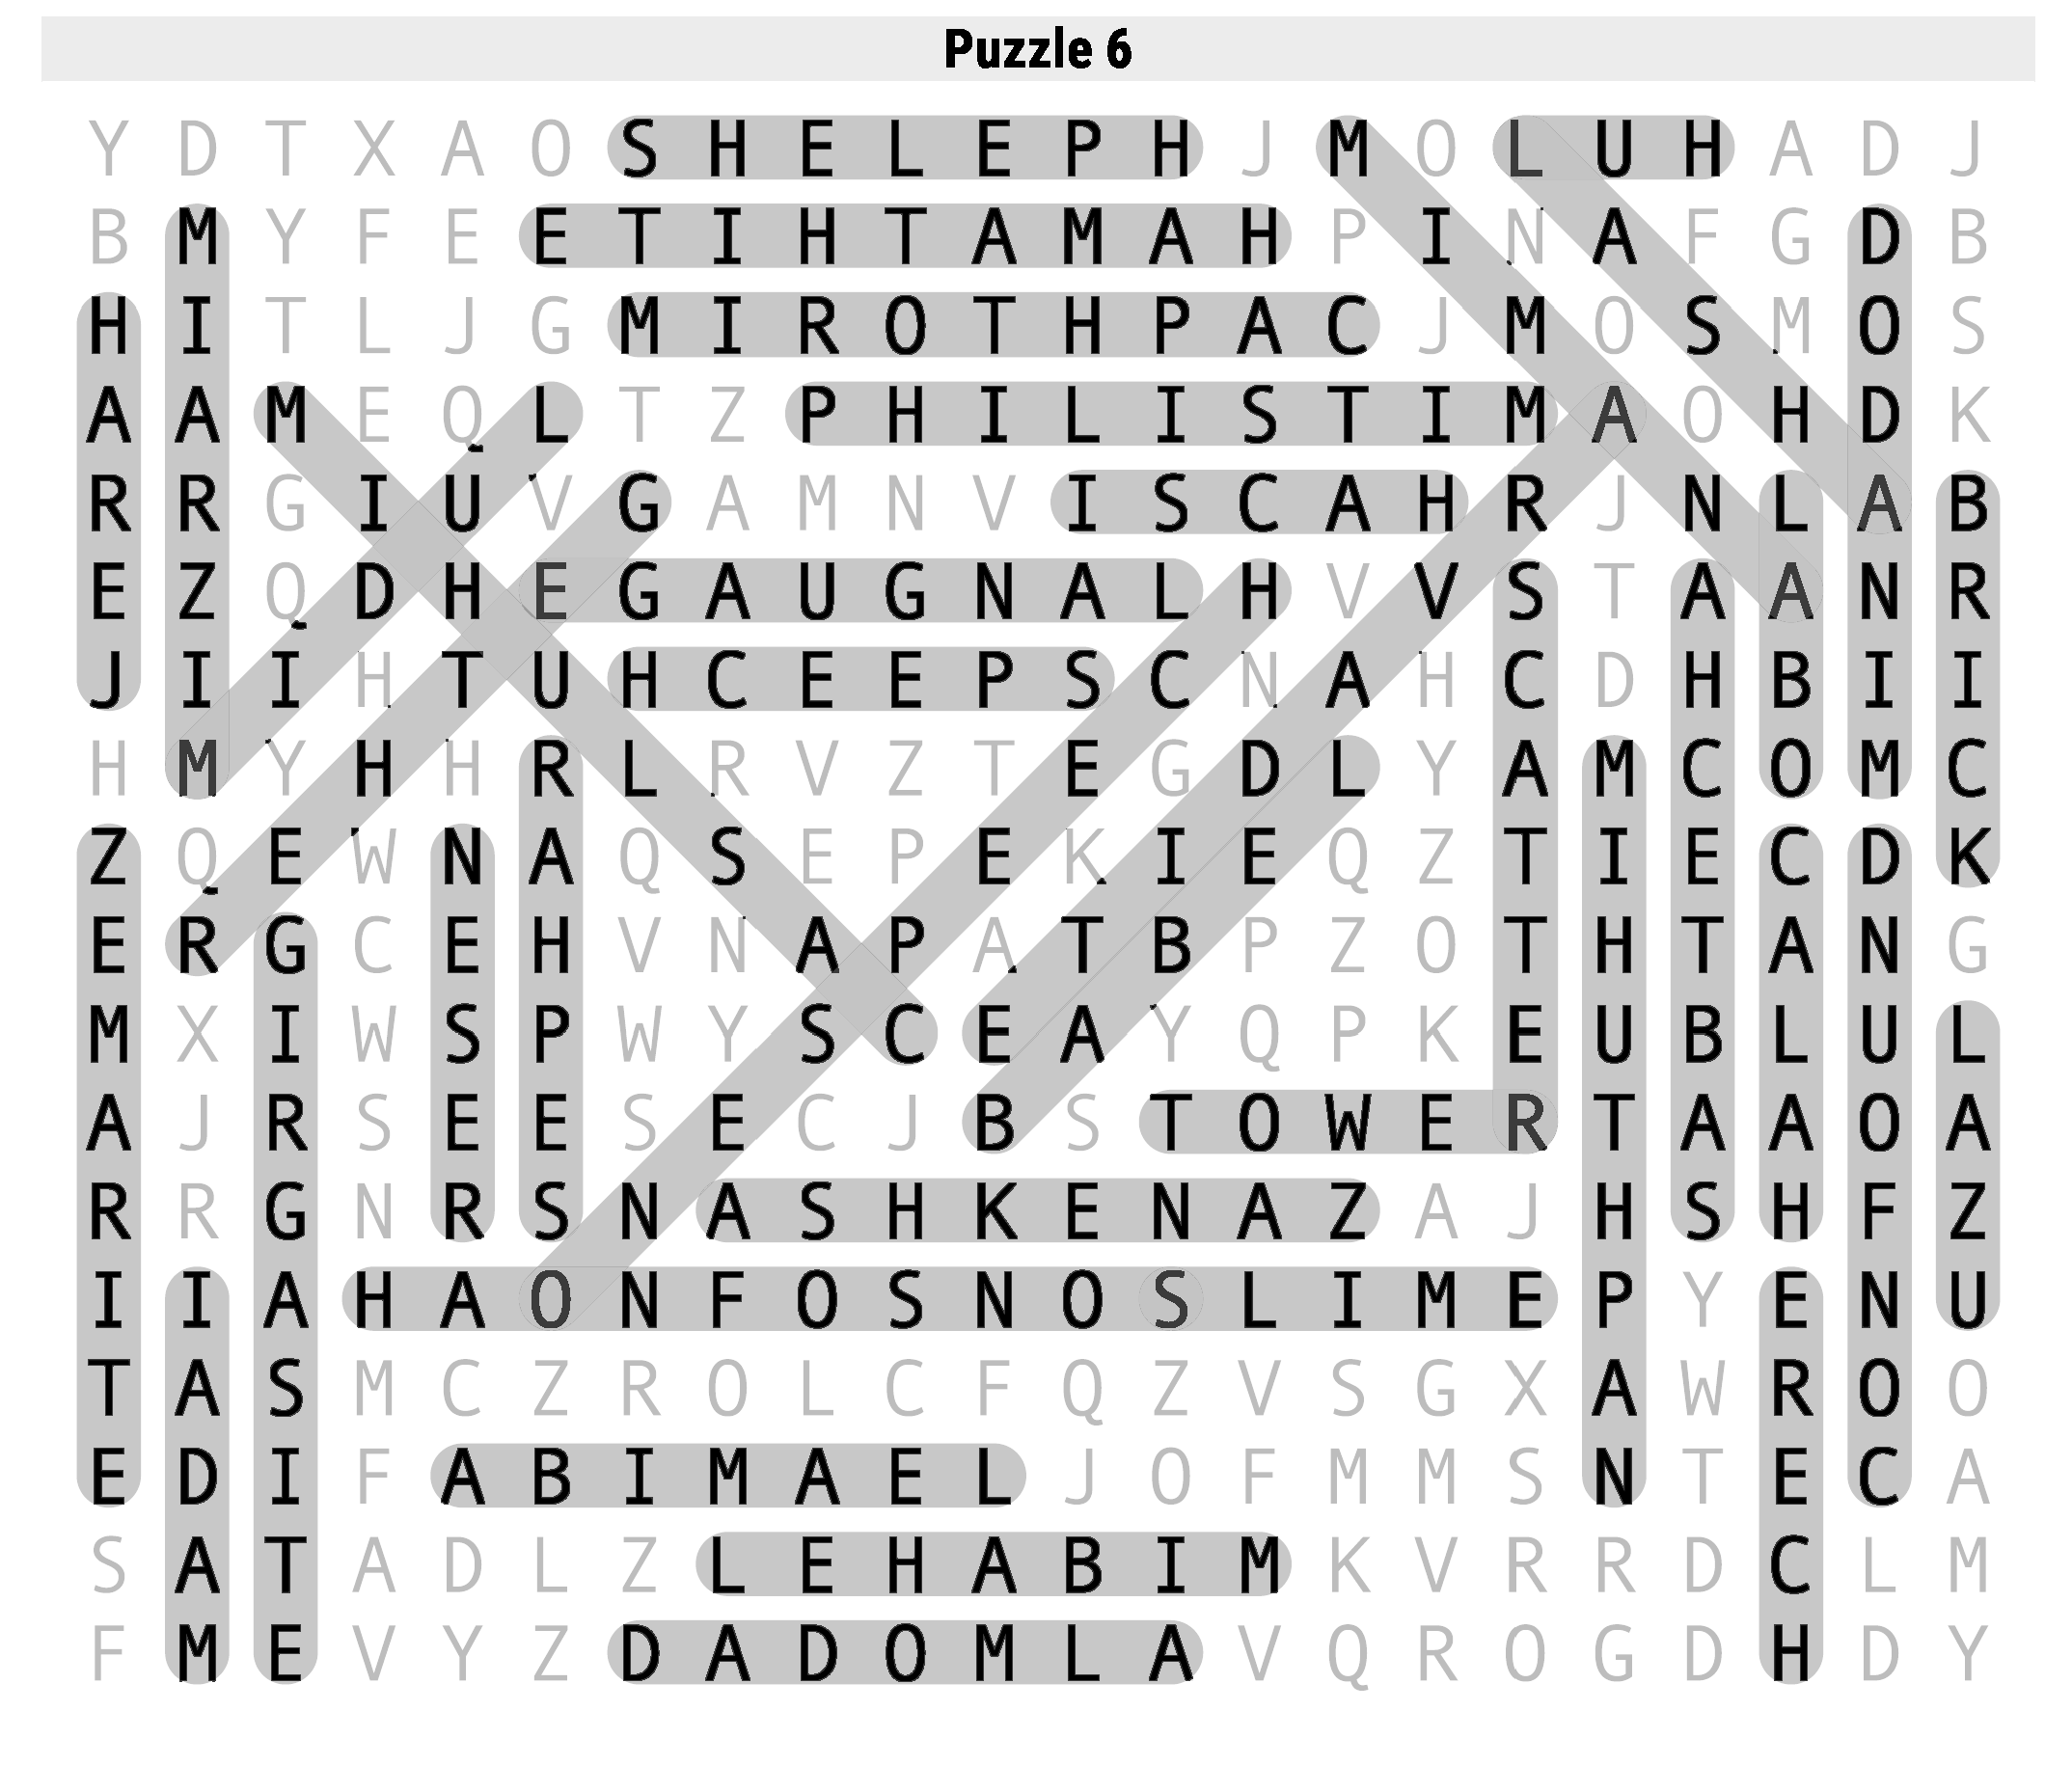 Puzzle 6
Y D T X A O S H E L E P H J M O L U H A D J
B M Y F E E T I H T A M A H P I N A F G D B
H I T L J G M I R O T H P A C J M O S M O S
A A M E Q L T Z P H I L I S T I M A O H D K
R R G I U V G A M N V I S C A H R J N L A B
E Z Q D H E G A U G N A L H V V S T A A N R
J I I H T U H C E E P S C N A H C D H B I I
H M Y H H R L R V Z T E G D L Y A M C O M C
Z Q E W N A Q S E P E K I E Q Z T I E C D K
E R G C E H V N A P A T B P Z O T H T A N G
M X I W S P W Y S C E A Y Q P K E U B L U L
A J R S E E S E C J B S T O W E R T A A O A
R R G N R S N A S H K E N A Z A J H S H F Z
I I A H A O N F O S N O S L I M E P Y E N U
T A S M C Z R O L C F Q Z V S G X A W R O O
E D I F A B I M A E L J O F M M S N T E C A
S A T A D L Z L E H A B I M K V R R D C L M
F M E V Y Z D A D O M L A V Q R O G D H D Y